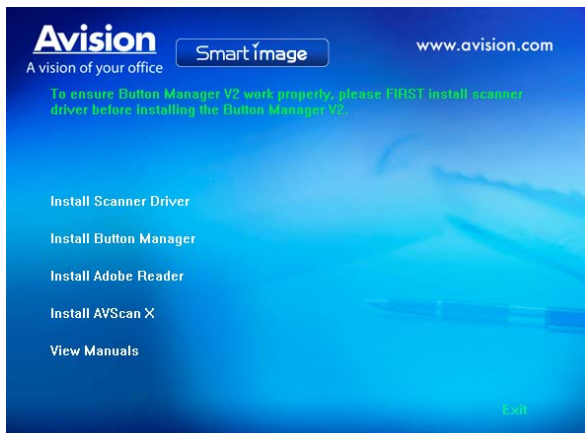 Avision
A vision of your office
Smart image
www.avision.com
To ensure Button Manager V2 work properly, please FIRST install scanner
driver before installing the Button Manager V2.
Install Scanner Driver
Install Button Manager
Install Adobe Reader
Install AVScan X
View Manuals
Exit